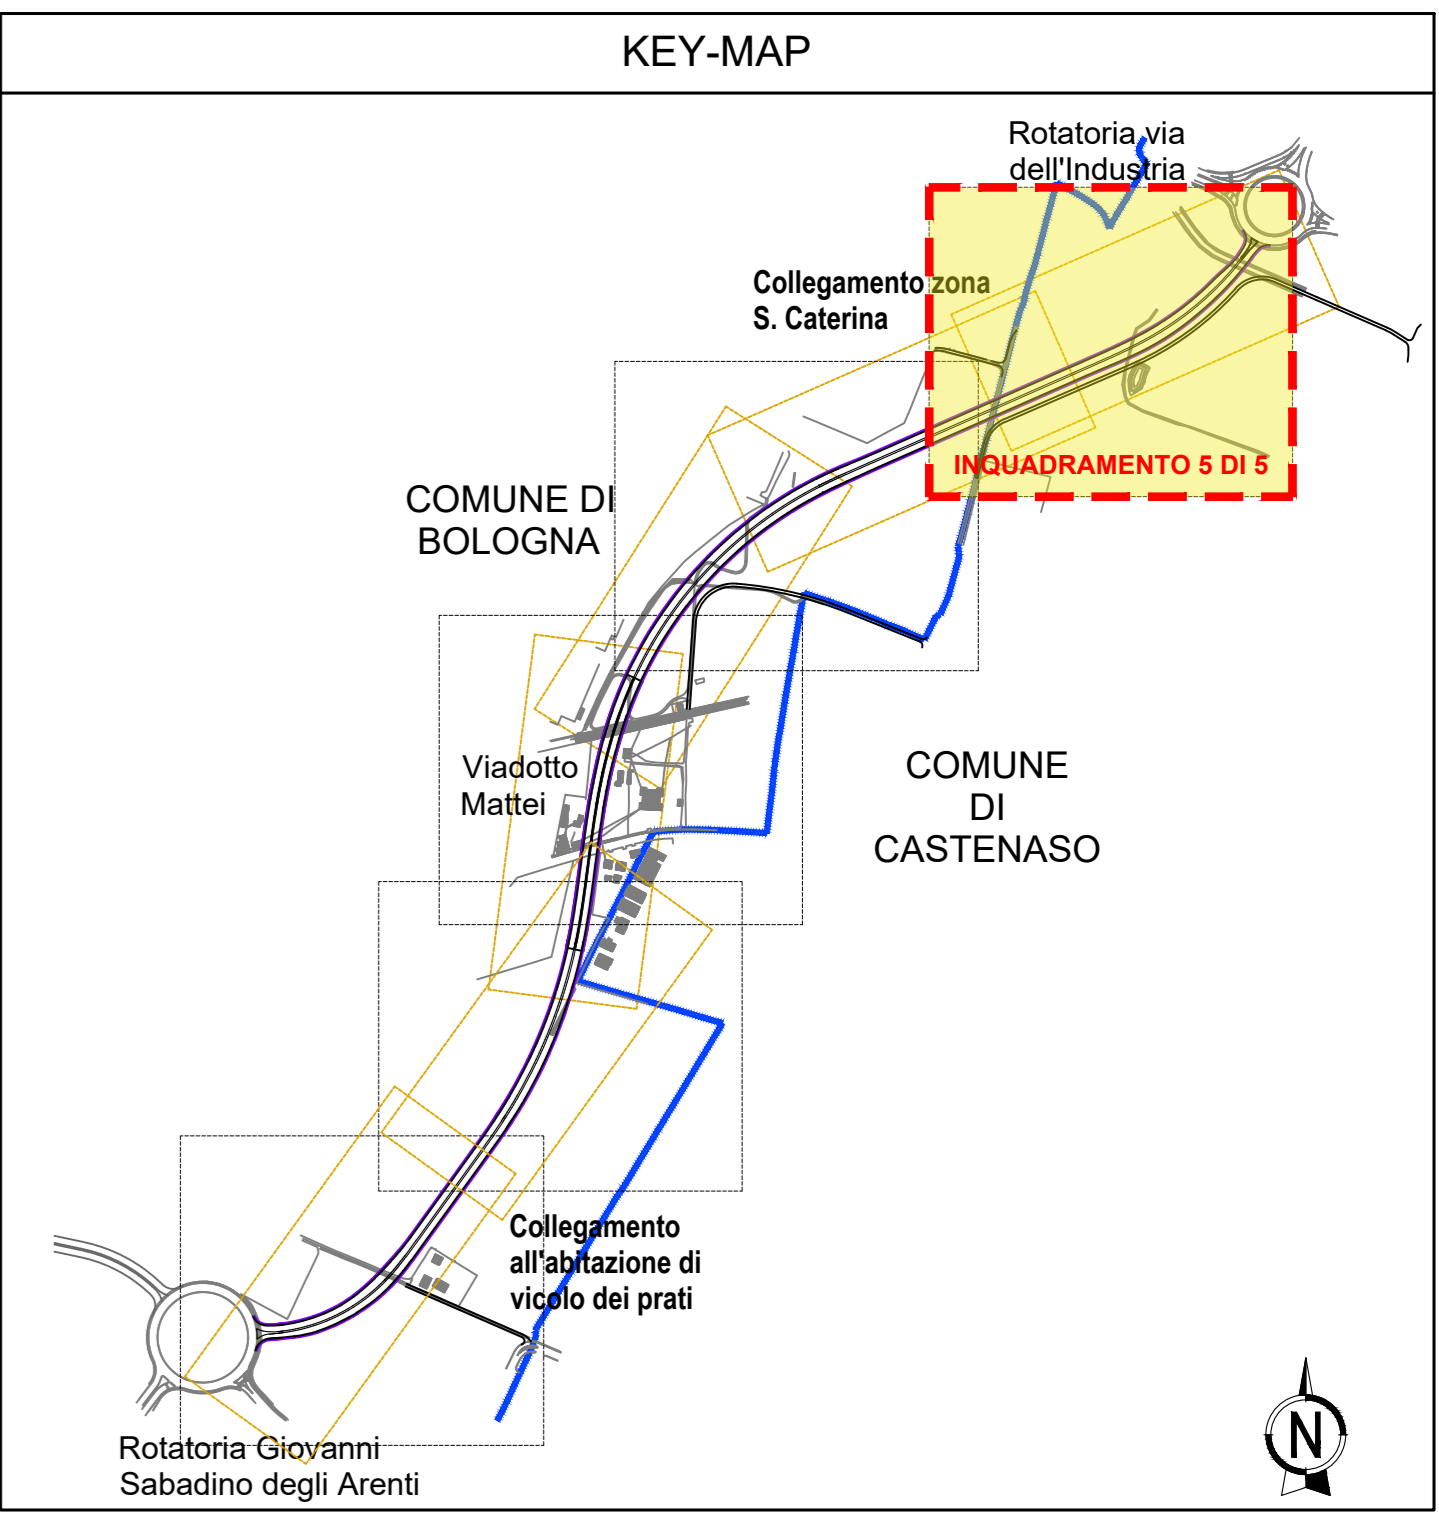 KEY-MAP
Rotatoria via
dell'Industria
Collegamento zona
S. Caterina
INQUADRAMENTO 5 DI 5
COMUNE DI
BOLOGNA
Viadotto
Mattei
COMUNE
DI
CASTENASO
Collegamento
all'abitazione di
vicolo dei prati
Rotatoria Giovanni
Sabadino degli Arenti
N